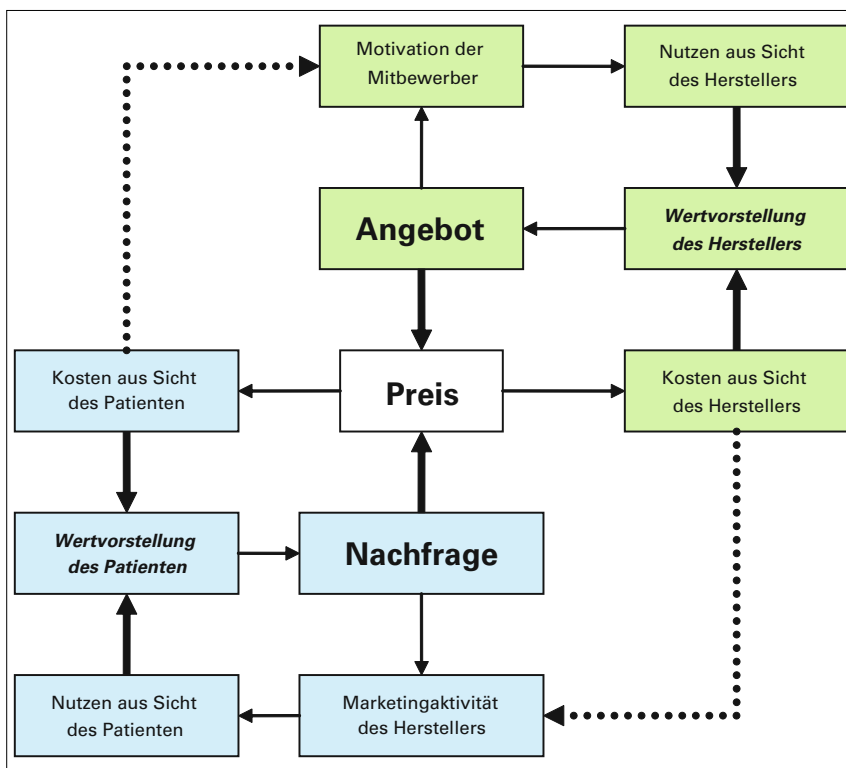 Motivation der
Mitbewerber
Nutzen aus Sicht
des Herstellers
Angebot
Wertvorstellung
des Herstellers
Kosten aus Sicht
des Patienten
Preis
Kosten aus Sicht
des Herstellers
Wertvorstellung
des Patienten
Nachfrage
Nutzen aus Sicht
des Patienten
Marketingaktivität
des Herstellers